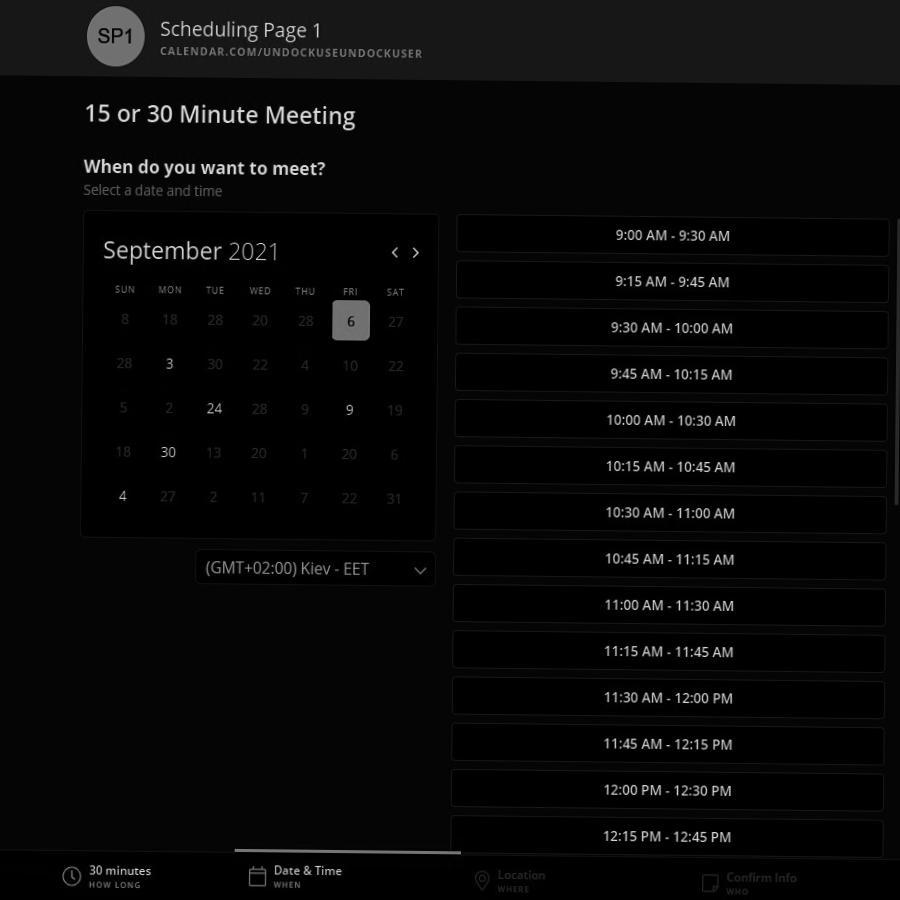 SP1
Scheduling Page 1
CALENDAR.COM/UNDOCKUSEUNDOCKUSER
15 or 30 Minute Meeting
When do you want to meet?
Select a date and time
September 2021
SUN MON TUE WED THU FRI SAT
8 18 28 20 28 6 27
28 3 30 22 4 10 22
5 2 24 28 9 9 19
18 30 13 20 1 20 6
4 27 2 11 7 22 31
(GMT+02:00) Kiev - EET
9:00 AM - 9:30 AM
9:15 AM - 9:45 AM
9:30 AM - 10:00 AM
9:45 AM - 10:15 AM
10:00 AM - 10:30 AM
10:15 AM - 10:45 AM
10:30 AM - 11:00 AM
10:45 AM - 11:15 AM
11:00 AM - 11:30 AM
11:15 AM - 11:45 AM
11:30 AM - 12:00 PM
11:45 AM - 12:15 PM
12:00 PM - 12:30 PM
12:15 PM - 12:45 PM
30 minutes
HOW LONG
Date & Time
WHEN
Location
WHERE
Confirm Info
WHO